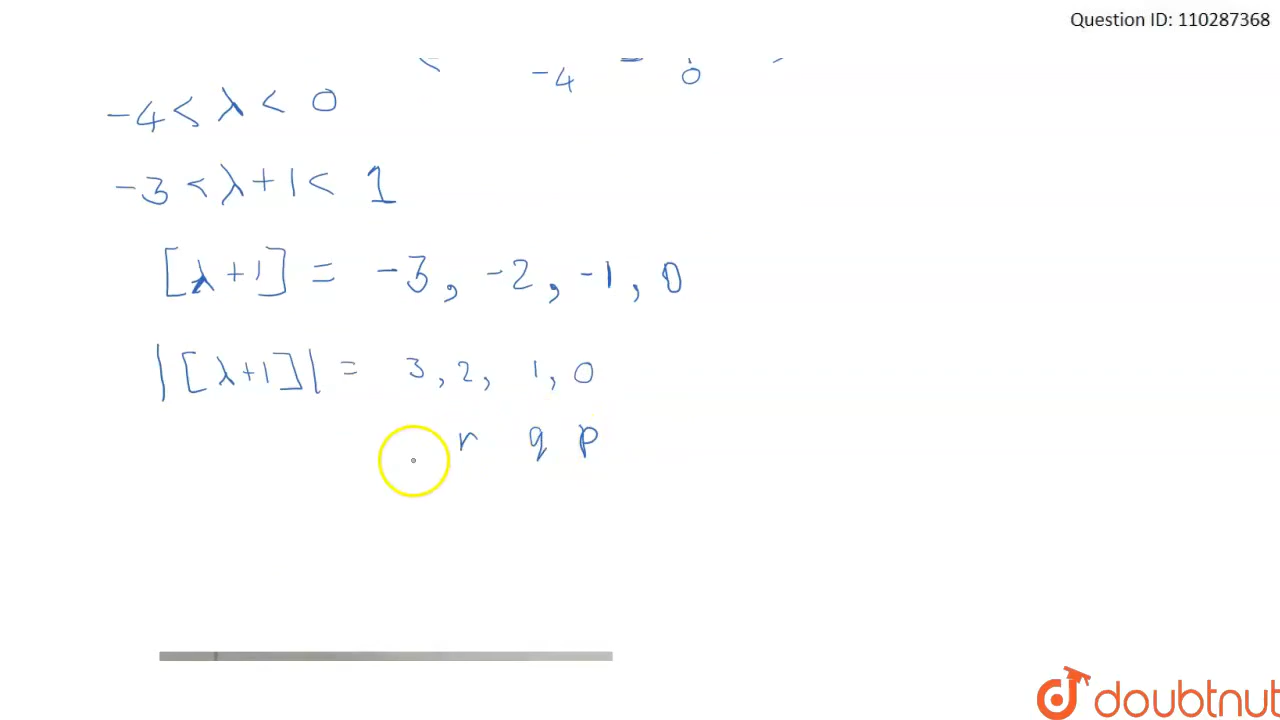 Question ID: 110287368
-4 = 0
-4 < λ < 0
-3 < λ + 1 < 1
[λ + 1] = -3, -2, -1, 0
|[λ + 1]| = 3, 2, 1, 0
r q p
doubtnut